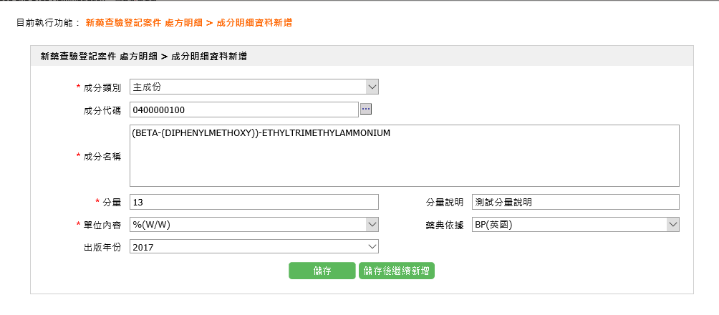 目前執行功能： 新藥查驗登記案件 處方明細 > 成分明細資料新增
新藥查驗登記案件 處方明細 > 成分明細資料新增
* 成分類別 主成份
成分代碼 0400000100 ...
* 成分名稱 (BETA-(DIPHENYLMETHOXY))-ETHYLTRIMETHYLAMMONIUM
* 分量 13 分量說明 測試分量說明
* 單位內容 %(W/W) 藥典依據 BP(英國)
出版年份 2017
儲存 儲存後繼續新增